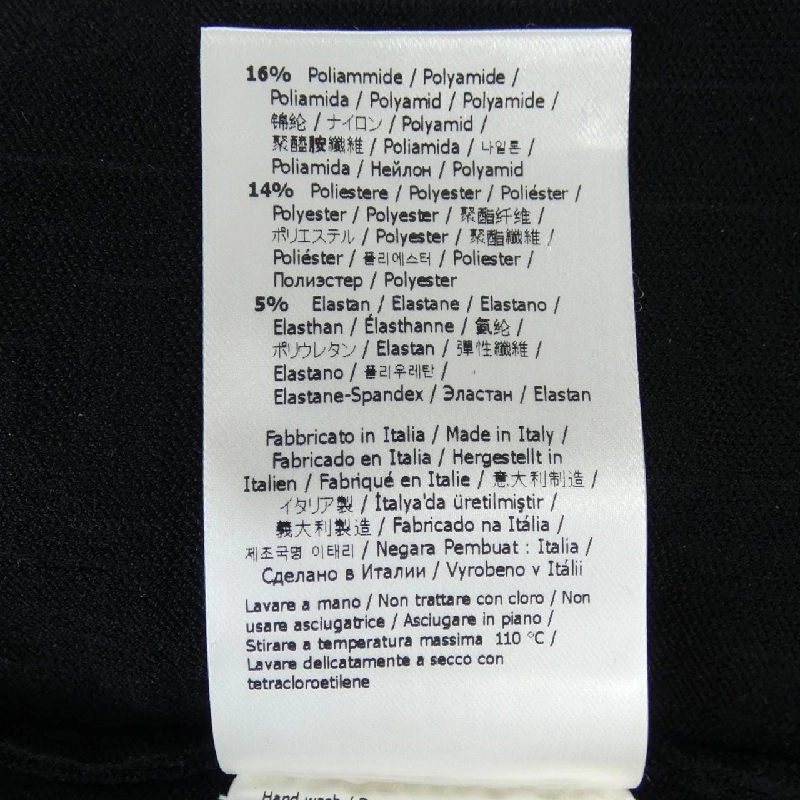 16% Poliammide / Polyamide /
Poliamida / Polyamid / Polyamide /
锦纶 / ナイロン / Polyamid /
聚醯胺纖維 / Poliamida / 나일론 /
Poliamida / Нейлон / Polyamid
14% Poliestere / Polyester / Poliéster /
Polyester / Polyester / 聚酯纤维 /
ポリエステル / Polyester / 聚酯纖維 /
Poliéster / 폴리에스터 / Poliester /
Полиэстер / Polyester
5% Elastan / Elastane / Elastano /
Elasthan / Élasthanne / 氨纶 /
ポリウレタン / Elastan / 彈性纖維 /
Elastano / 폴리우레탄 /
Elastane-Spandex / Эластан / Elastan
Fabbricato in Italia / Made in Italy /
Fabricado en Italia / Hergestellt in
Italien / Fabriqué en Italie / 意大利制造 /
イタリア製 / İtalya'da üretilmiştir /
義大利製造 / Fabricado na Itália /
제조국명 이태리 / Negara Pembuat : Italia /
Сделано в Италии / Vyrobeno v Itálii
Lavare a mano / Non trattare con cloro / Non
usare asciugatrice / Asciugare in piano /
Stirare a temperatura massima 110 °C /
Lavare delicatamente a secco con
tetracloroetilene
Hand wash /